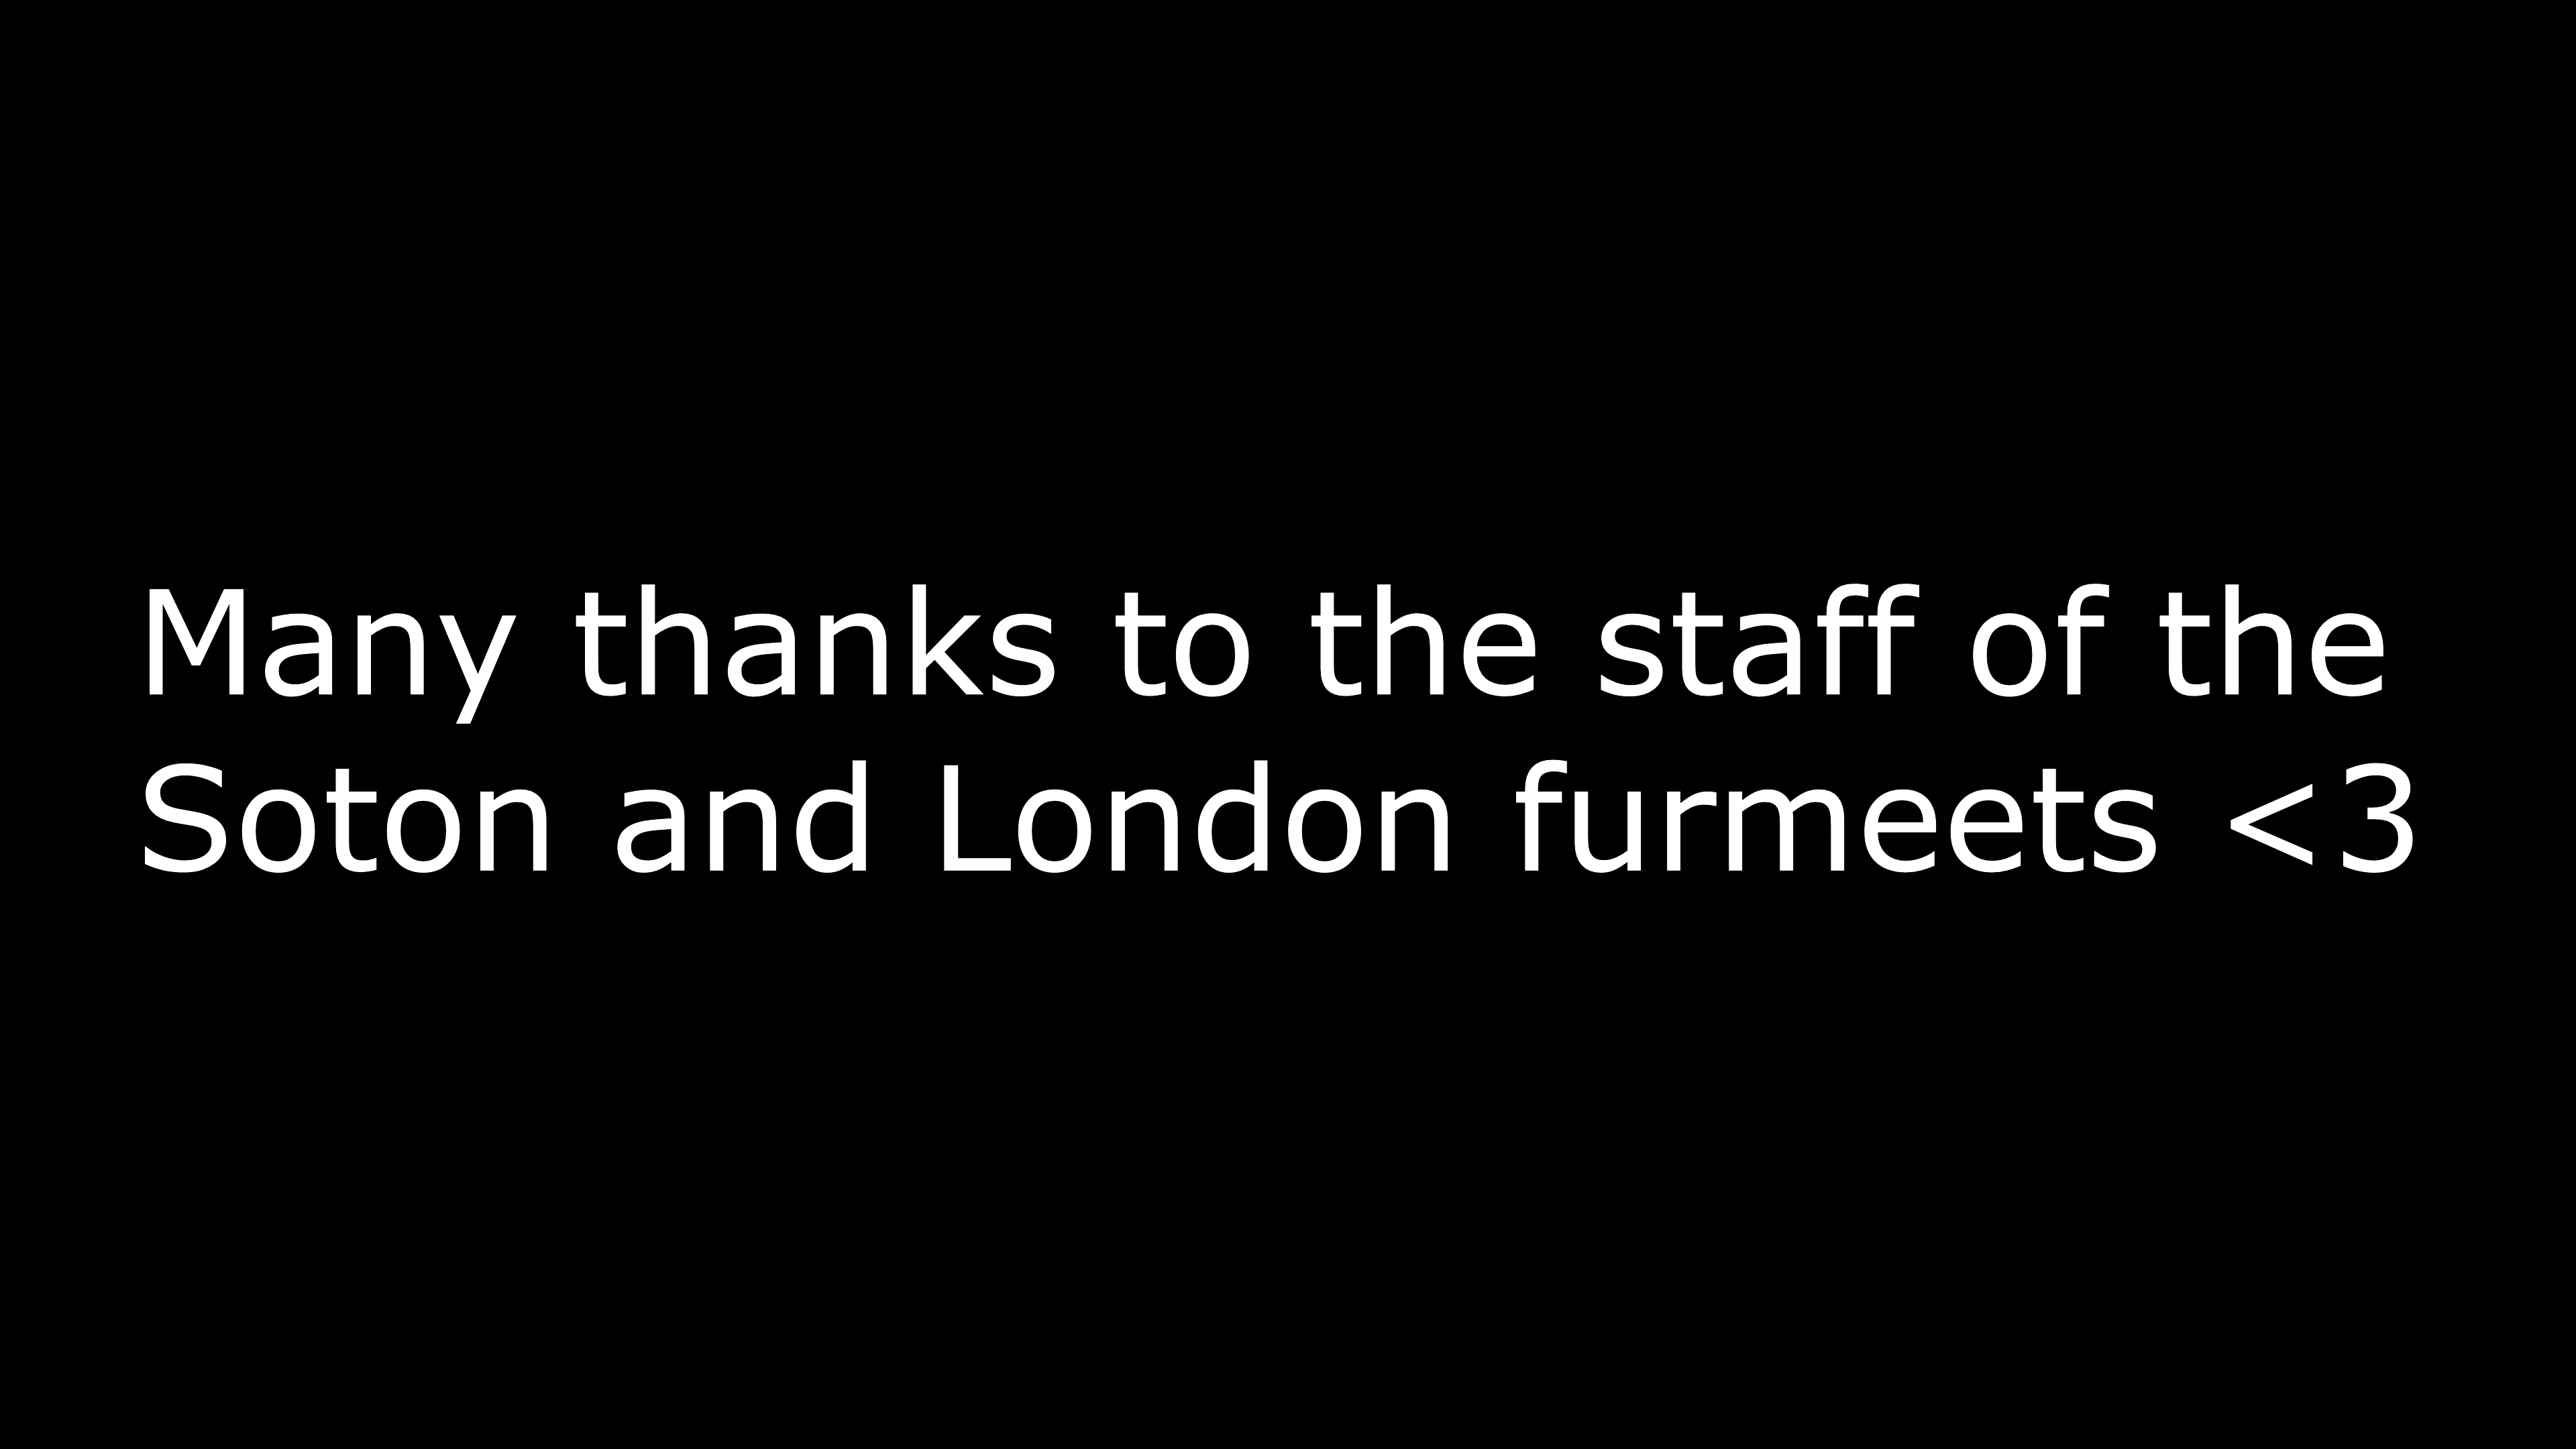 Many thanks to the staff of the
Soton and London furmeets <3